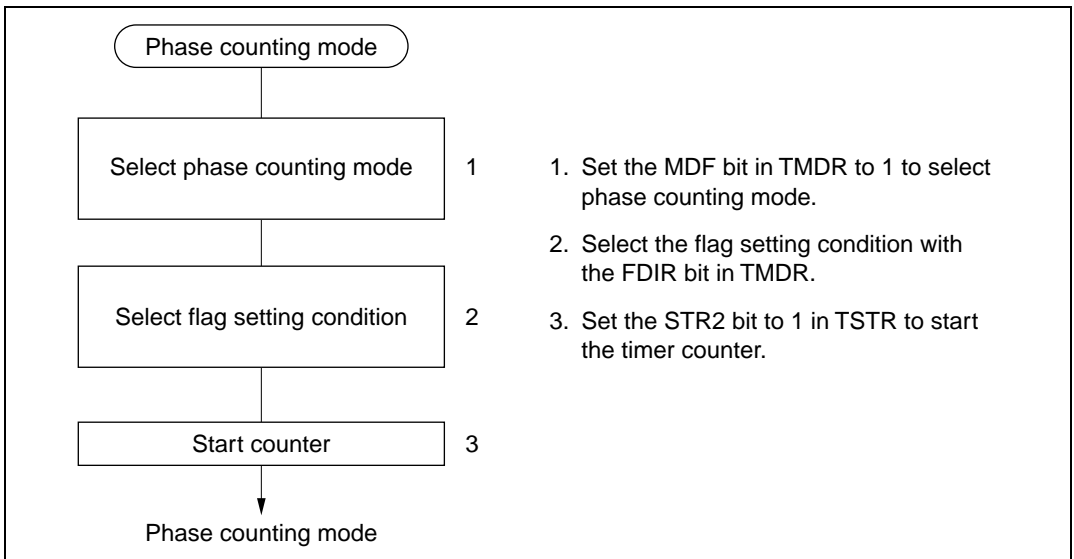 Phase counting mode
Select phase counting mode
1
Select flag setting condition
2
Start counter
3
Phase counting mode
1. Set the MDF bit in TMDR to 1 to select
phase counting mode.
2. Select the flag setting condition with
the FDIR bit in TMDR.
3. Set the STR2 bit to 1 in TSTR to start
the timer counter.